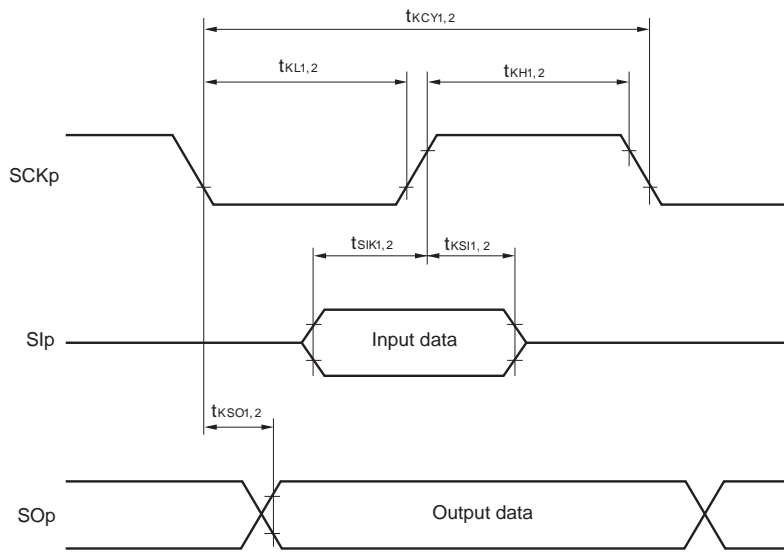 tKCY1,2
tKL1,2
tKH1,2
SCKp
tSIK1,2
tKSI1,2
SIp
Input data
tKSO1,2
SOp
Output data